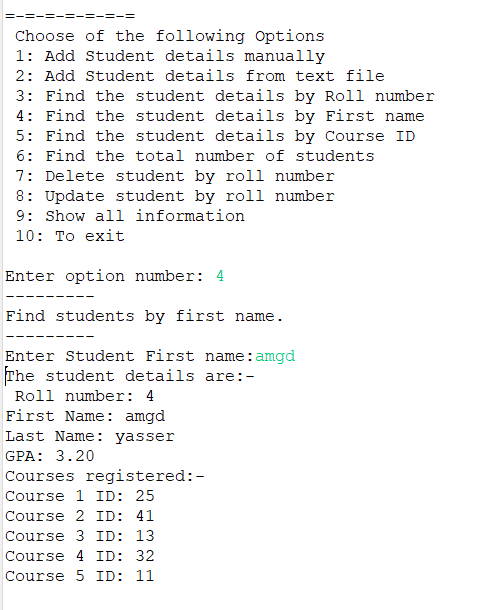 =-=-=-=-=-=-=
Choose of the following Options
1: Add Student details manually
2: Add Student details from text file
3: Find the student details by Roll number
4: Find the student details by First name
5: Find the student details by Course ID
6: Find the total number of students
7: Delete student by roll number
8: Update student by roll number
9: Show all information
10: To exit
Enter option number: 4
---------
Find students by first name.
---------
Enter Student First name:amgd
The student details are:-
Roll number: 4
First Name: amgd
Last Name: yasser
GPA: 3.20
Courses registered:-
Course 1 ID: 25
Course 2 ID: 41
Course 3 ID: 13
Course 4 ID: 32
Course 5 ID: 11